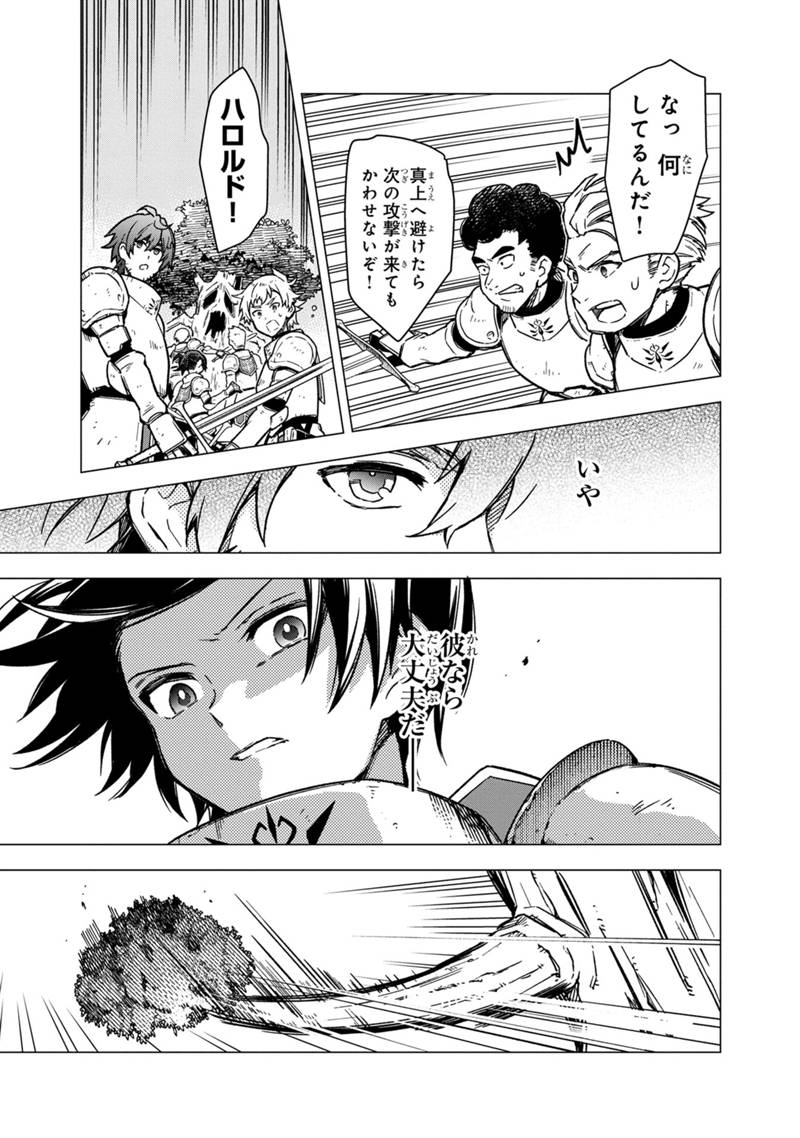 なっ 何
してるんだ！
真上へ避けたら
次の攻撃が来ても
かわせないぞ！
ハロルド！
いや
彼なら
大丈夫だ